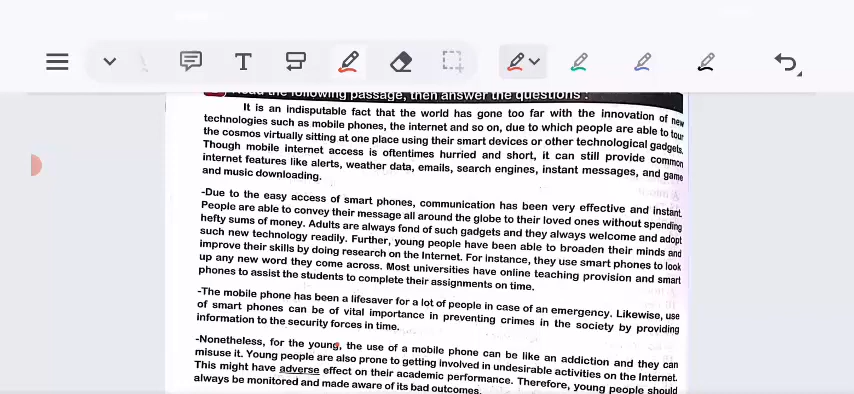 T
Read the following passage, then answer the questions :
It is an indisputable fact that the world has gone too far with the innovation of new
technologies such as mobile phones, the internet and so on, due to which people are able to tour
the cosmos virtually sitting at one place using their smart devices or other technological gadgets.
Though mobile internet access is oftentimes hurried and short, it can still provide common
internet features like alerts, weather data, emails, search engines, instant messages, and game
and music downloading.
-Due to the easy access of smart phones, communication has been very effective and instant.
People are able to convey their message all around the globe to their loved ones without spending
hefty sums of money. Adults are always fond of such gadgets and they always welcome and adopt
such new technology readily. Further, young people have been able to broaden their minds and
improve their skills by doing research on the Internet. For instance, they use smart phones to look
up any new word they come across. Most universities have online teaching provision and smart
phones to assist the students to complete their assignments on time.
-The mobile phone has been a lifesaver for a lot of people in case of an emergency. Likewise, use
of smart phones can be of vital importance in preventing crimes in the society by providing
information to the security forces in time.
-Nonetheless, for the young, the use of a mobile phone can be like an addiction and they can
misuse it. Young people are also prone to getting involved in undesirable activities on the Internet.
This might have adverse effect on their academic performance. Therefore, young people should
always be monitored and made aware of its bad outcomes.